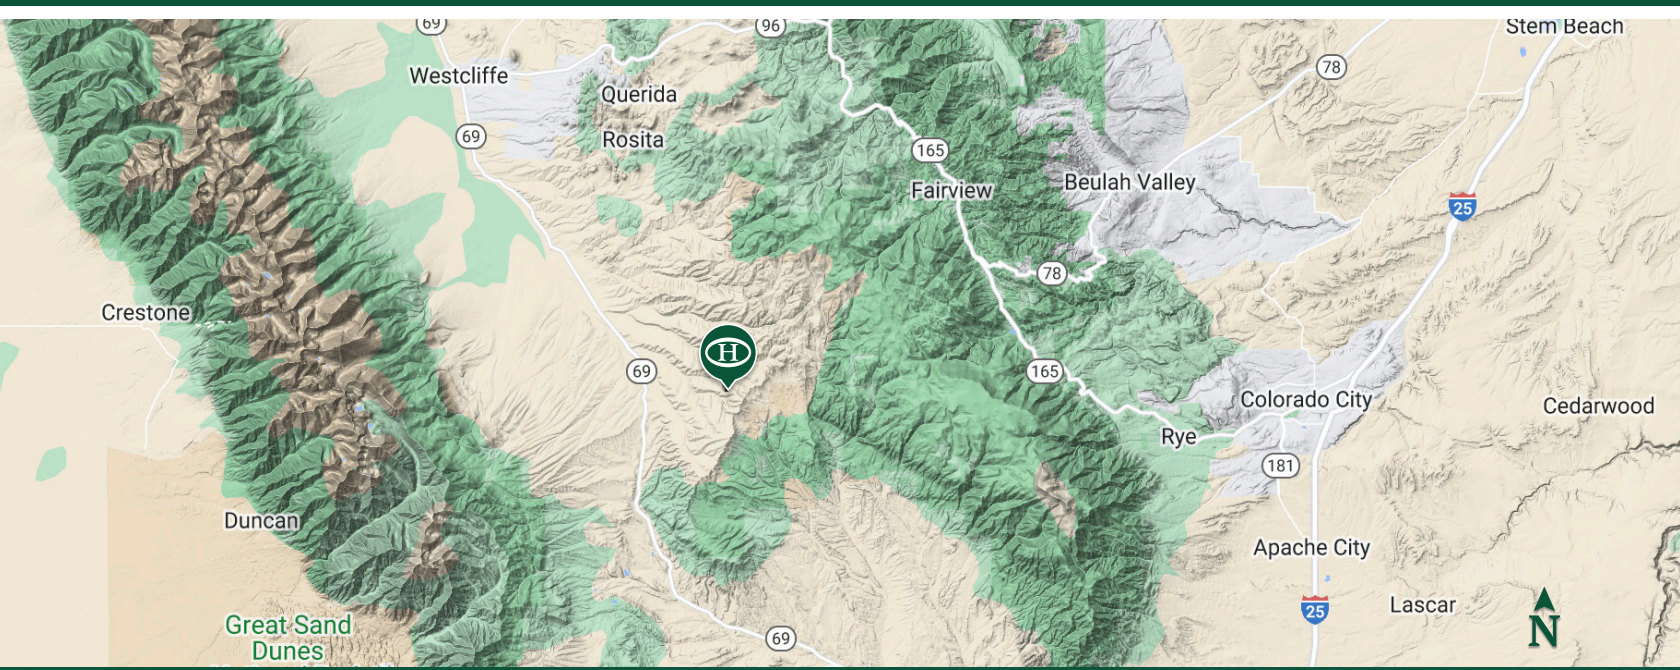 69
96
Stem Beach
Westcliffe
78
Querida
69
Rosita
165
Beulah Valley
Fairview
25
78
Crestone
H
69
165
Colorado City
Cedarwood
Rye
181
Duncan
Apache City
Lascar
25
Great Sand
Dunes
69
N